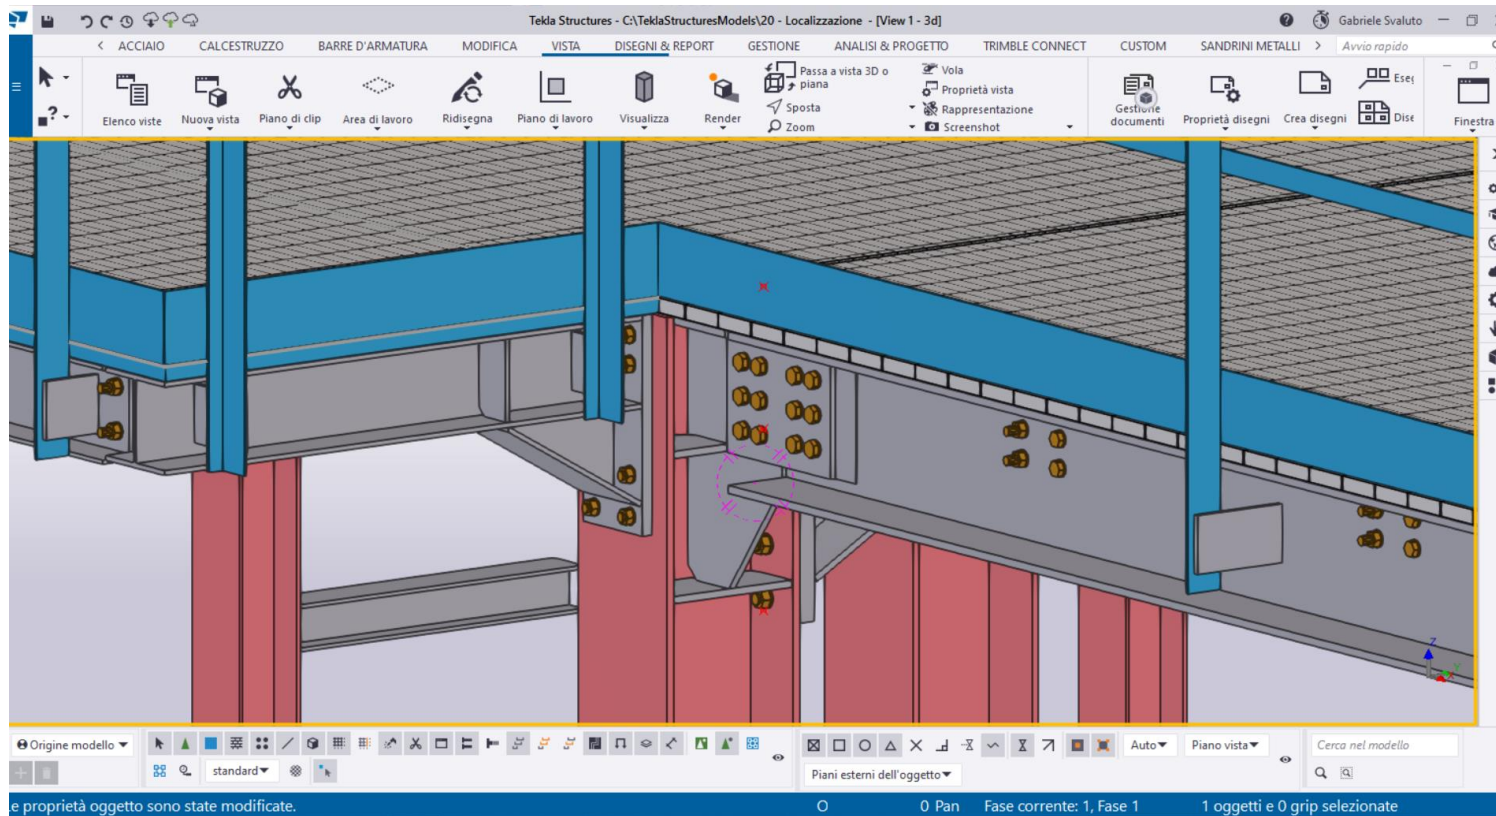 Tekla Structures - C:\TeklaStructuresModels\20 - Localizzazione - [View 1 - 3d]
Gabriele Svaluto
ACCIAIO CALCESTRUZZO BARRE D'ARMATURA MODIFICA VISTA DISEGNI & REPORT GESTIONE ANALISI & PROGETTO TRIMBLE CONNECT CUSTOM SANDRINI METALLI Avvio rapido
Elenco viste
Nuova vista
Piano di clip
Area di lavoro
Ridisegna
Piano di lavoro
Visualizza
Render
Passa a vista 3D o
piana
Sposta
Zoom
Vola
Proprietà vista
Rappresentazione
Screenshot
Gestione
documenti
Proprietà disegni
Crea disegni
Eseg
Dise
Finestra
Z
Y
x
Origine modello
standard
Auto
Piano vista
Piani esterni dell'oggetto
Cerca nel modello
e proprietà oggetto sono state modificate.
O 0 Pan Fase corrente: 1, Fase 1 1 oggetti e 0 grip selezionate